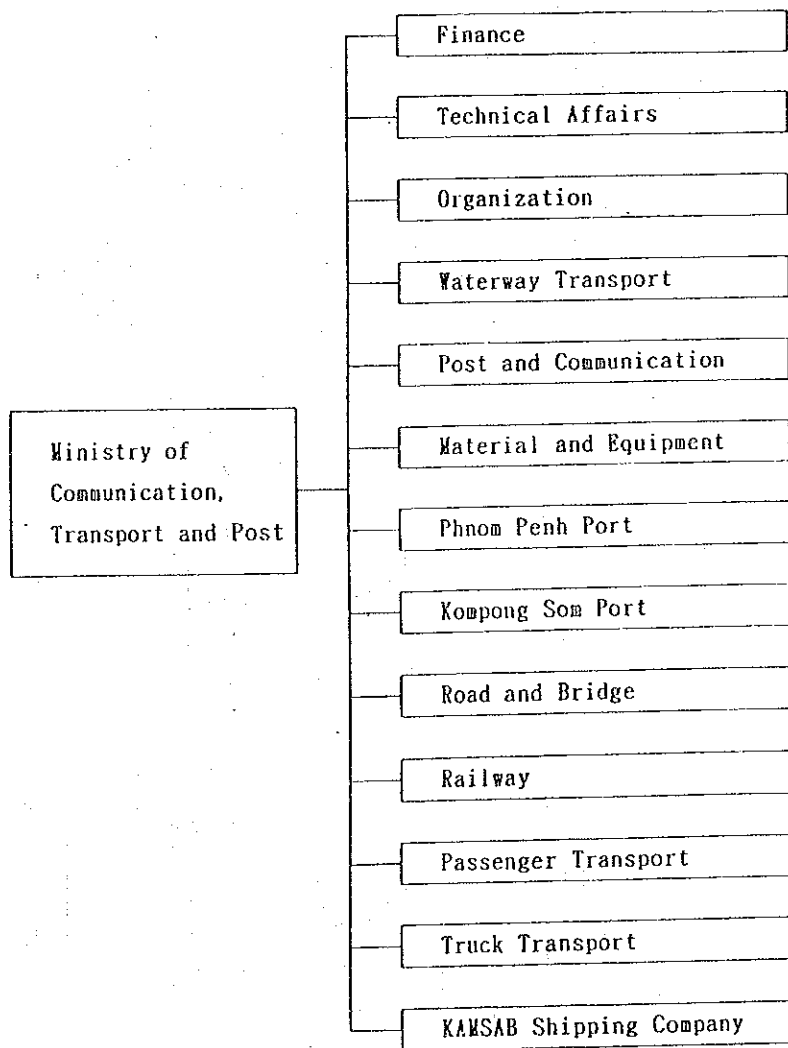 Finance
Technical Affairs
Organization
Waterway Transport
Post and Communication
Material and Equipment
Ministry of
Communication,
Transport and Post
Phnom Penh Port
Kompong Som Port
Road and Bridge
Railway
Passenger Transport
Truck Transport
KAMSAB Shipping Company